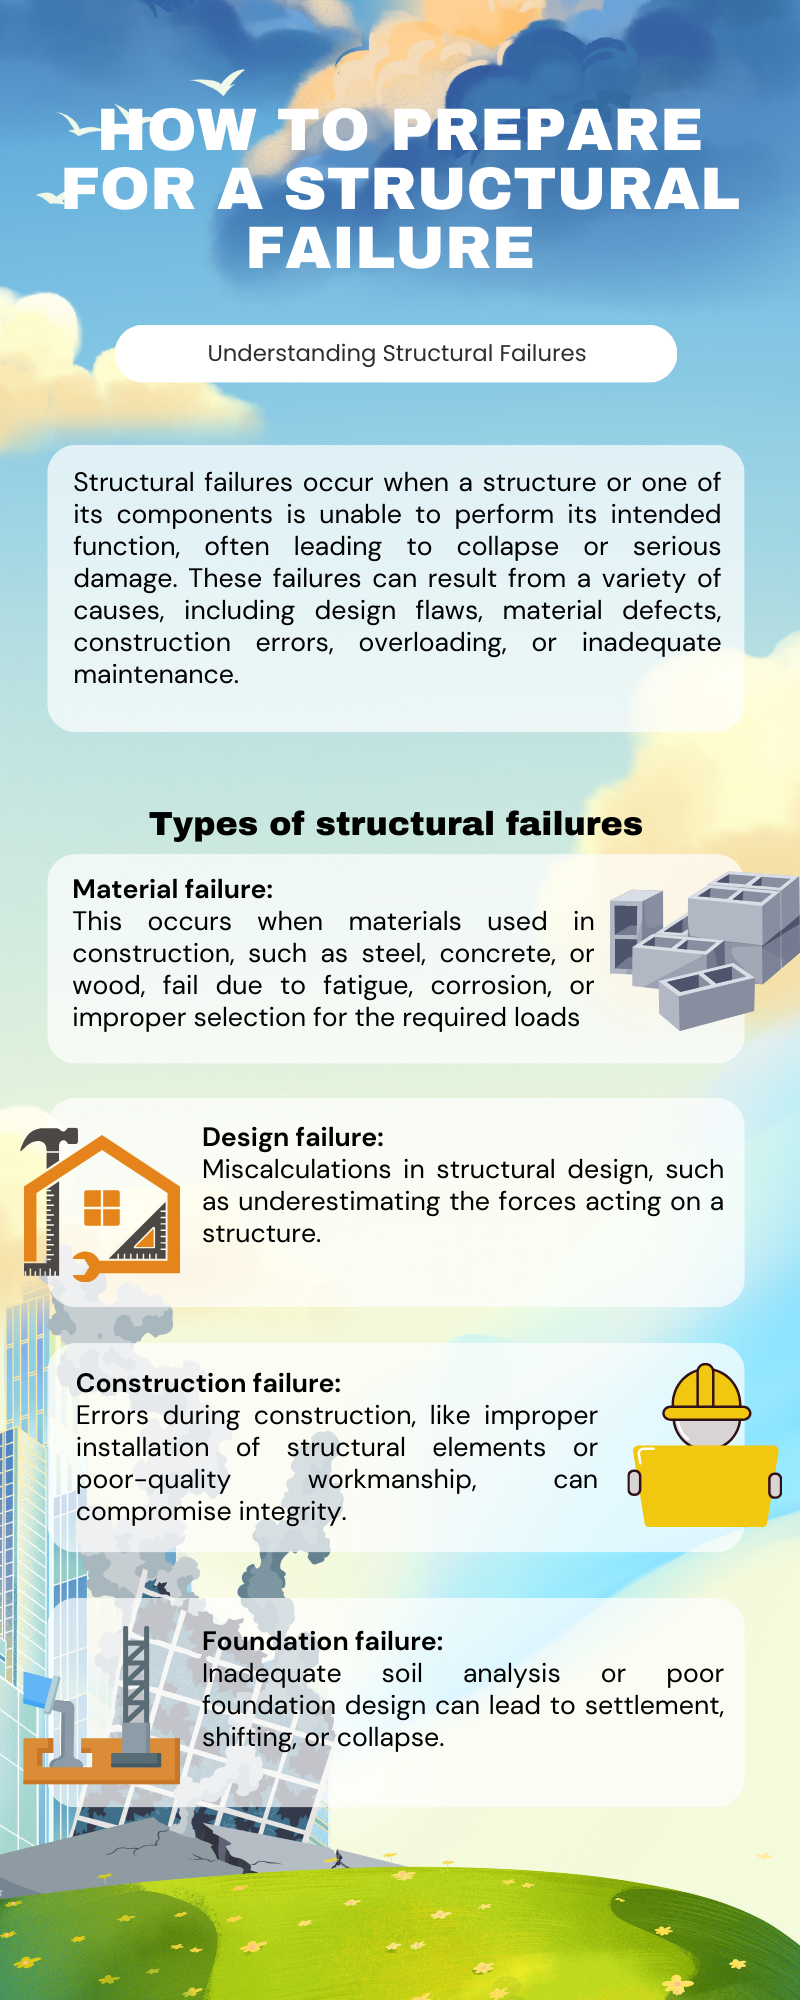 HOW TO PREPARE
FOR A STRUCTURAL
FAILURE
Understanding Structural Failures
Structural failures occur when a structure or one of
its components is unable to perform its intended
function, often leading to collapse or serious
damage. These failures can result from a variety of
causes, including design flaws, material defects,
construction errors, overloading, or inadequate
maintenance.
Types of structural failures
Material failure:
This occurs when materials used in
construction, such as steel, concrete, or
wood, fail due to fatigue, corrosion, or
improper selection for the required loads
Design failure:
Miscalculations in structural design, such
as underestimating the forces acting on a
structure.
Construction failure:
Errors during construction, like improper
installation of structural elements or
poor-quality workmanship, can
compromise integrity.
Foundation failure:
Inadequate soil analysis or poor
foundation design can lead to settlement,
shifting, or collapse.